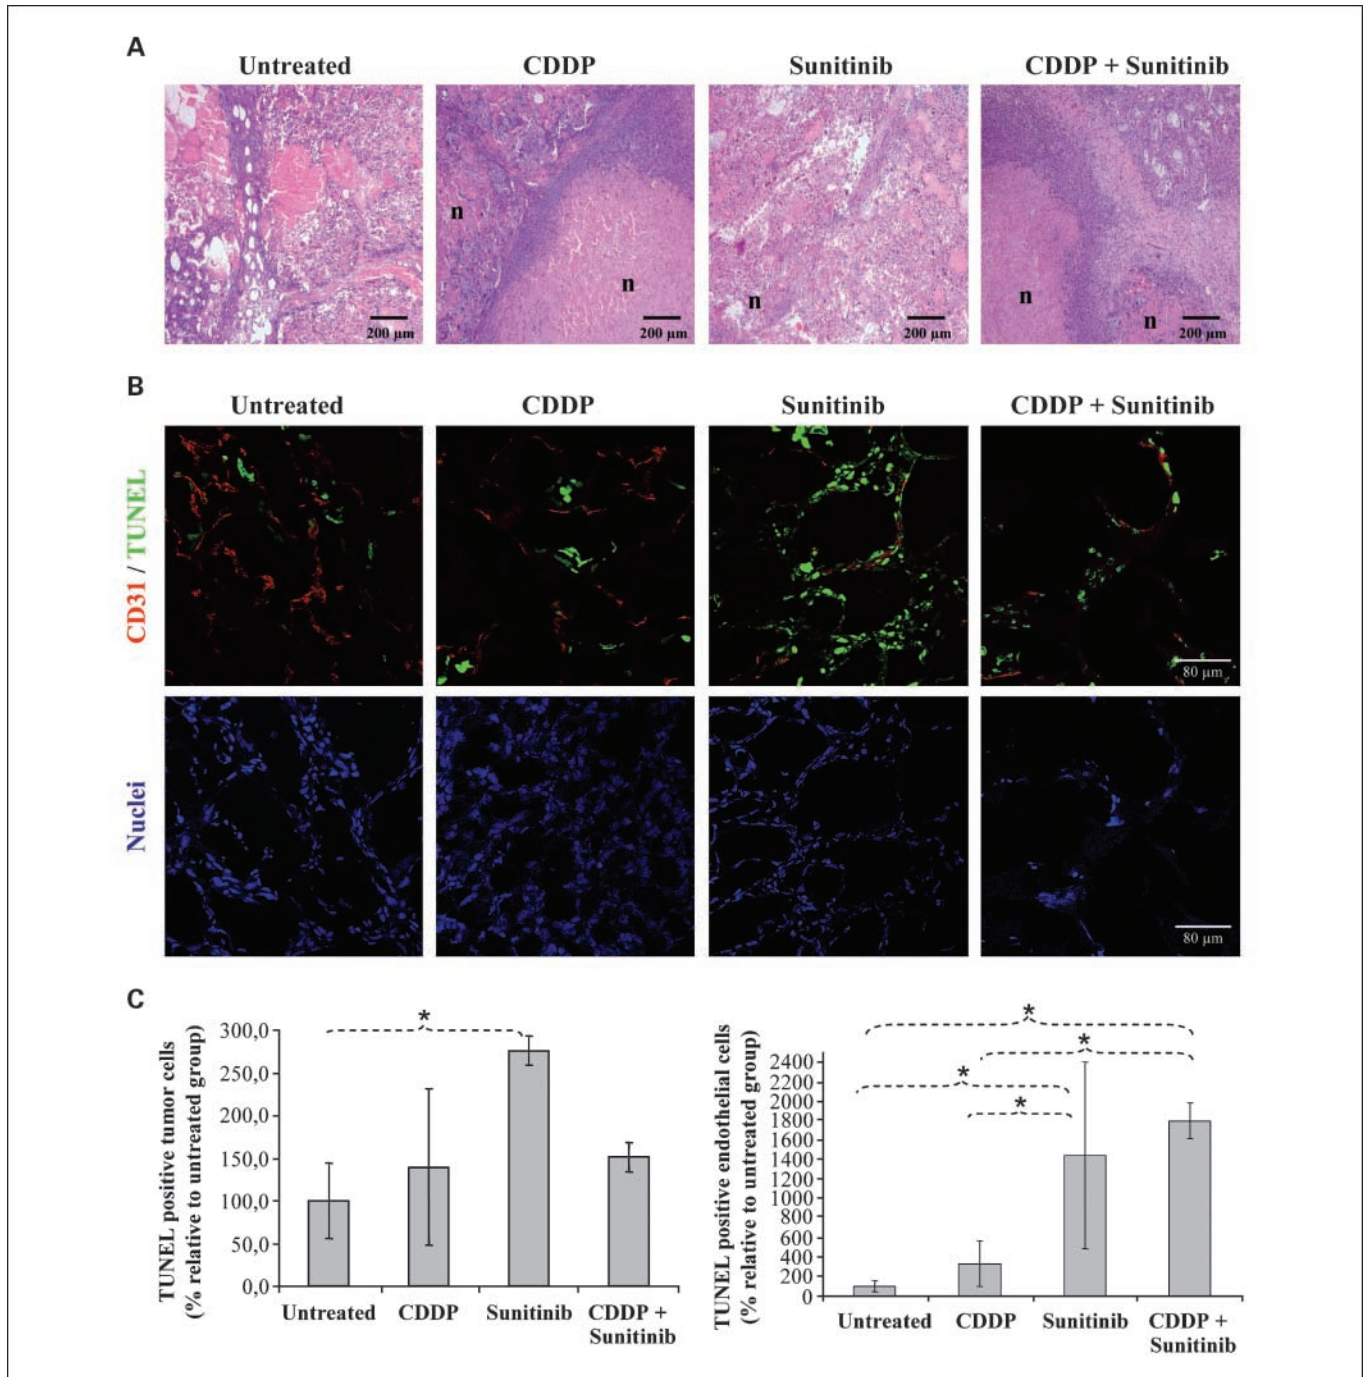 A
Untreated CDDP Sunitinib CDDP + Sunitinib
n n n n n
200 µm 200 µm 200 µm 200 µm
B
Untreated CDDP Sunitinib CDDP + Sunitinib
CD31 / TUNEL
80 µm
Nuclei
80 µm
C
TUNEL positive tumor cells
(% relative to untreated group)
300,0
250,0
200,0
150,0
100,0
50,0
0,0
*
Untreated CDDP Sunitinib CDDP +
Sunitinib
TUNEL positive endothelial cells
(% relative to untreated group)
2400
2200
2000
1800
1600
1400
1200
1000
800
600
400
200
0
*
*
*
*
Untreated CDDP Sunitinib CDDP +
Sunitinib